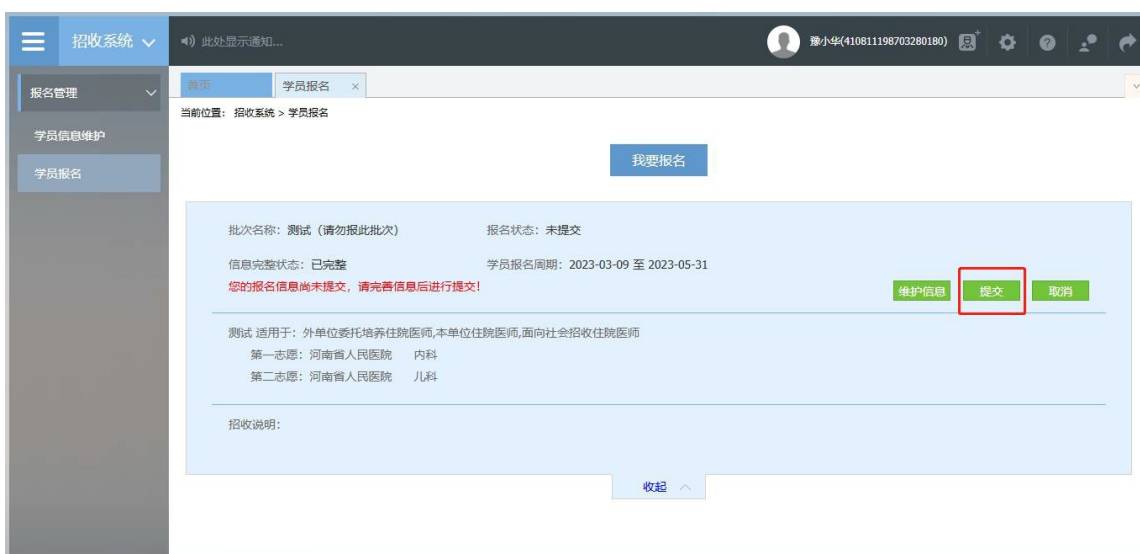 招收系统
此处显示通知...
豫小华(410811198703280180)
报名管理
首页
学员报名 ×
当前位置: 招收系统 > 学员报名
学员信息维护
学员报名
我要报名
批次名称: 测试 (请勿报此批次) 报名状态: 未提交
信息完整状态: 已完整 学员报名周期: 2023-03-09 至 2023-05-31
您的报名信息尚未提交, 请完善信息后进行提交!
维护信息 提交 取消
测试 适用于: 外单位委托培养住院医师,本单位住院医师,面向社会招收住院医师
第一志愿: 河南省人民医院 内科
第二志愿: 河南省人民医院 儿科
招收说明:
收起